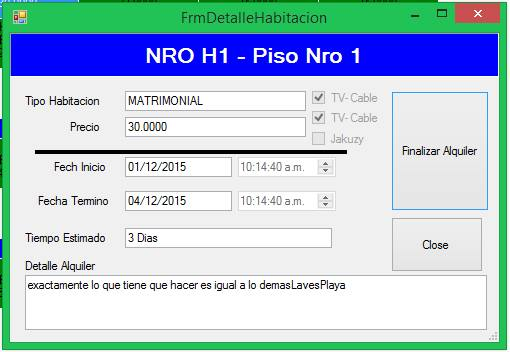 FrmDetalleHabitacion
NRO H1 - Piso Nro 1
Tipo Habitacion MATRIMONIAL TV- Cable
Precio 30.0000 TV- Cable
Jakuzy
Finalizar Alquiler
Fech Inicio 01/12/2015 10:14:40 a.m.
Fecha Termino 04/12/2015 10:14:40 a.m.
Tiempo Estimado 3 Dias
Close
Detalle Alquiler
exactamente lo que tiene que hacer es igual a lo demasLavesPlaya